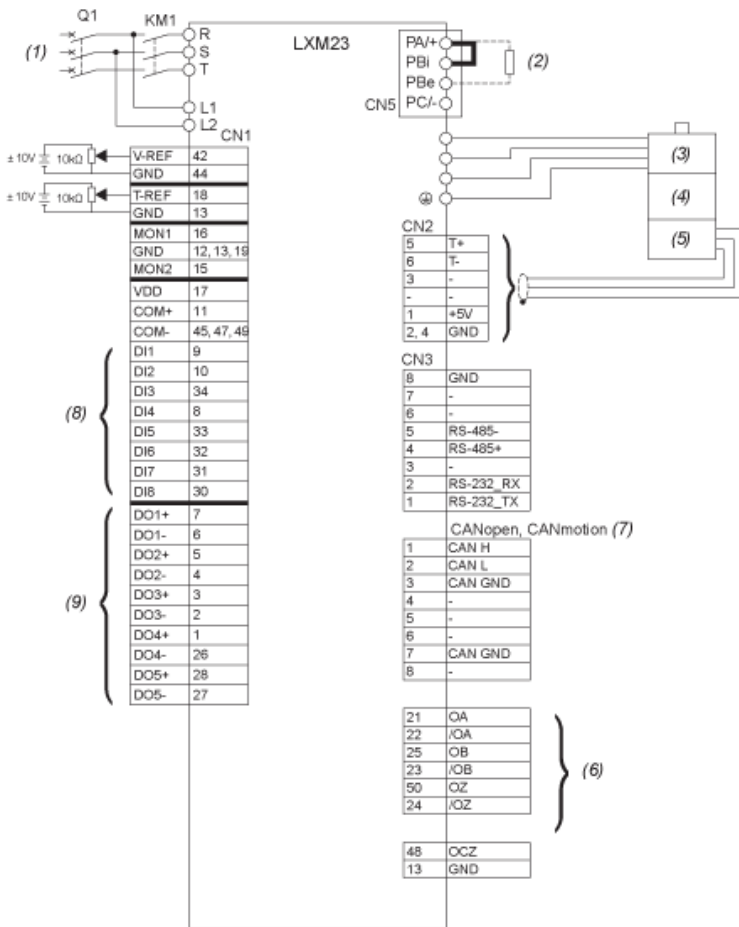 Q1
KM1
(1)
R
S
T
L1
L2
LXM23
PA/+
PBi
PBe
CN5 PC/-
(2)
(3)
(4)
(5)
CN1
± 10V 10kΩ V-REF 42
GND 44
± 10V 10kΩ T-REF 18
GND 13
MON1 16
GND 12, 13, 19
MON2 15
VDD 17
COM+ 11
COM- 45, 47, 49
(8)
DI1 9
DI2 10
DI3 34
DI4 8
DI5 33
DI6 32
DI7 31
DI8 30
(9)
DO1+ 7
DO1- 6
DO2+ 5
DO2- 4
DO3+ 3
DO3- 2
DO4+ 1
DO4- 26
DO5+ 28
DO5- 27
CN2
5 T+
6 T-
3 -
- -
1 +5V
2, 4 GND
CN3
8 GND
7 -
6 -
5 RS-485-
4 RS-485+
3 -
2 RS-232_RX
1 RS-232_TX
CANopen, CANmotion (7)
1 CAN H
2 CAN L
3 CAN GND
4 -
5 -
6 -
7 CAN GND
8 -
21 OA
22 /OA
25 OB
23 /OB
50 OZ
24 /OZ
(6)
48 OCZ
13 GND